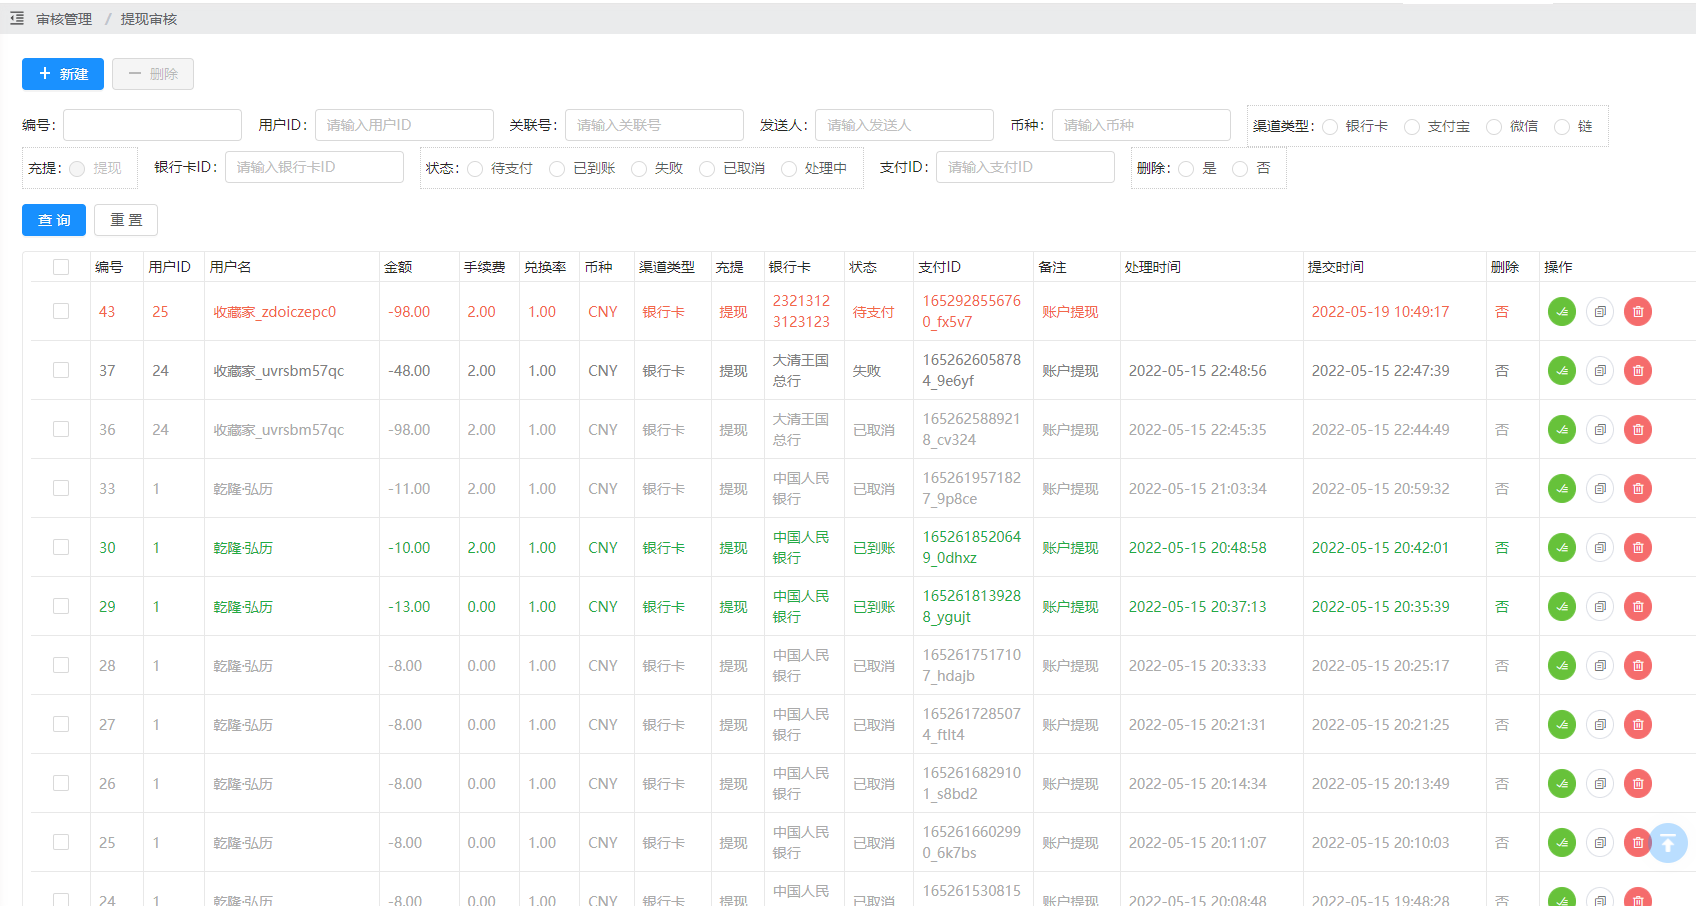 审核管理 / 提现审核
+ 新建 — 删除
编号: 用户ID: 请输入用户ID 关联号: 请输入关联号 发送人: 请输入发送人 币种: 请输入币种 渠道类型: 银行卡 支付宝 微信 链
充提: 提现 银行卡ID: 请输入银行卡ID 状态: 待支付 已到账 失败 已取消 处理中 支付ID: 请输入支付ID 删除: 是 否
查 询 重 置
编号 用户ID 用户名 金额 手续费 兑换率 币种 渠道类型 充提 银行卡 状态 支付ID 备注 处理时间 提交时间 删除 操作
43 25 收藏家_zdoiczepc0 -98.00 2.00 1.00 CNY 银行卡 提现 2321312 待支付 165292855676 账户提现 2022-05-19 10:49:17 否
3123123 0_fx5v7
37 24 收藏家_uvrsbm57qc -48.00 2.00 1.00 CNY 银行卡 提现 大清王国 失败 165262605878 账户提现 2022-05-15 22:48:56 2022-05-15 22:47:39 否
总行 4_9e6yf
36 24 收藏家_uvrsbm57qc -98.00 2.00 1.00 CNY 银行卡 提现 大清王国 已取消 165262588921 账户提现 2022-05-15 22:45:35 2022-05-15 22:44:49 否
总行 8_cv324
33 1 乾隆·弘历 -11.00 2.00 1.00 CNY 银行卡 提现 中国人民 已取消 165261957182 账户提现 2022-05-15 21:03:34 2022-05-15 20:59:32 否
银行 7_9p8ce
30 1 乾隆·弘历 -10.00 2.00 1.00 CNY 银行卡 提现 中国人民 已到账 165261852064 账户提现 2022-05-15 20:48:58 2022-05-15 20:42:01 否
银行 9_0dhxz
29 1 乾隆·弘历 -13.00 0.00 1.00 CNY 银行卡 提现 中国人民 已到账 165261813928 账户提现 2022-05-15 20:37:13 2022-05-15 20:35:39 否
银行 8_ygujt
28 1 乾隆·弘历 -8.00 0.00 1.00 CNY 银行卡 提现 中国人民 已取消 165261751710 账户提现 2022-05-15 20:33:33 2022-05-15 20:25:17 否
银行 7_hdajb
27 1 乾隆·弘历 -8.00 0.00 1.00 CNY 银行卡 提现 中国人民 已取消 165261728507 账户提现 2022-05-15 20:21:31 2022-05-15 20:21:25 否
银行 4_ftlt4
26 1 乾隆·弘历 -8.00 0.00 1.00 CNY 银行卡 提现 中国人民 已取消 165261682910 账户提现 2022-05-15 20:14:34 2022-05-15 20:13:49 否
银行 1_s8bd2
25 1 乾隆·弘历 -8.00 0.00 1.00 CNY 银行卡 提现 中国人民 已取消 165261660299 账户提现 2022-05-15 20:11:07 2022-05-15 20:10:03 否
银行 0_6k7bs
24 1 乾隆·弘历 -8.00 0.00 1.00 CNY 银行卡 提现 中国人民 已取消 165261530815 账户提现 2022-05-15 20:08:48 2022-05-15 19:48:28 否